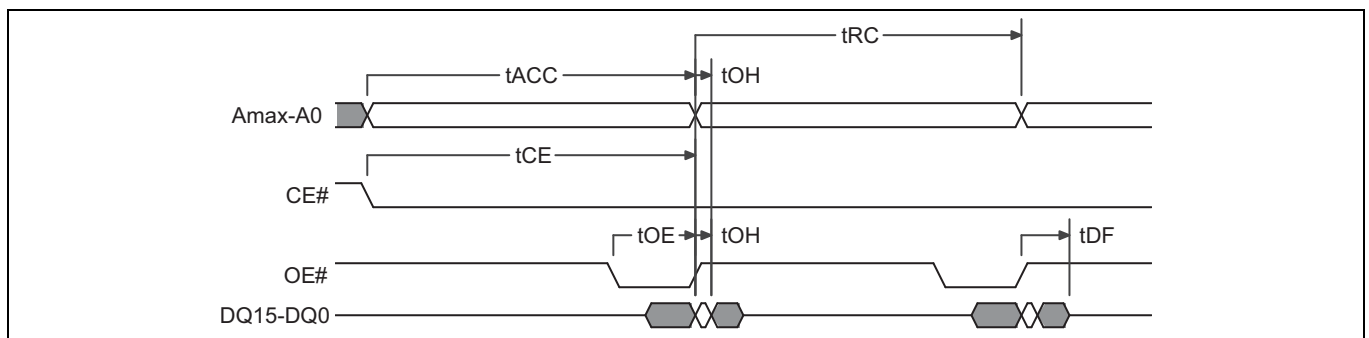 tRC
tACC tOH
Amax-A0
tCE
CE#
tOE tOH tDF
OE#
DQ15-DQ0